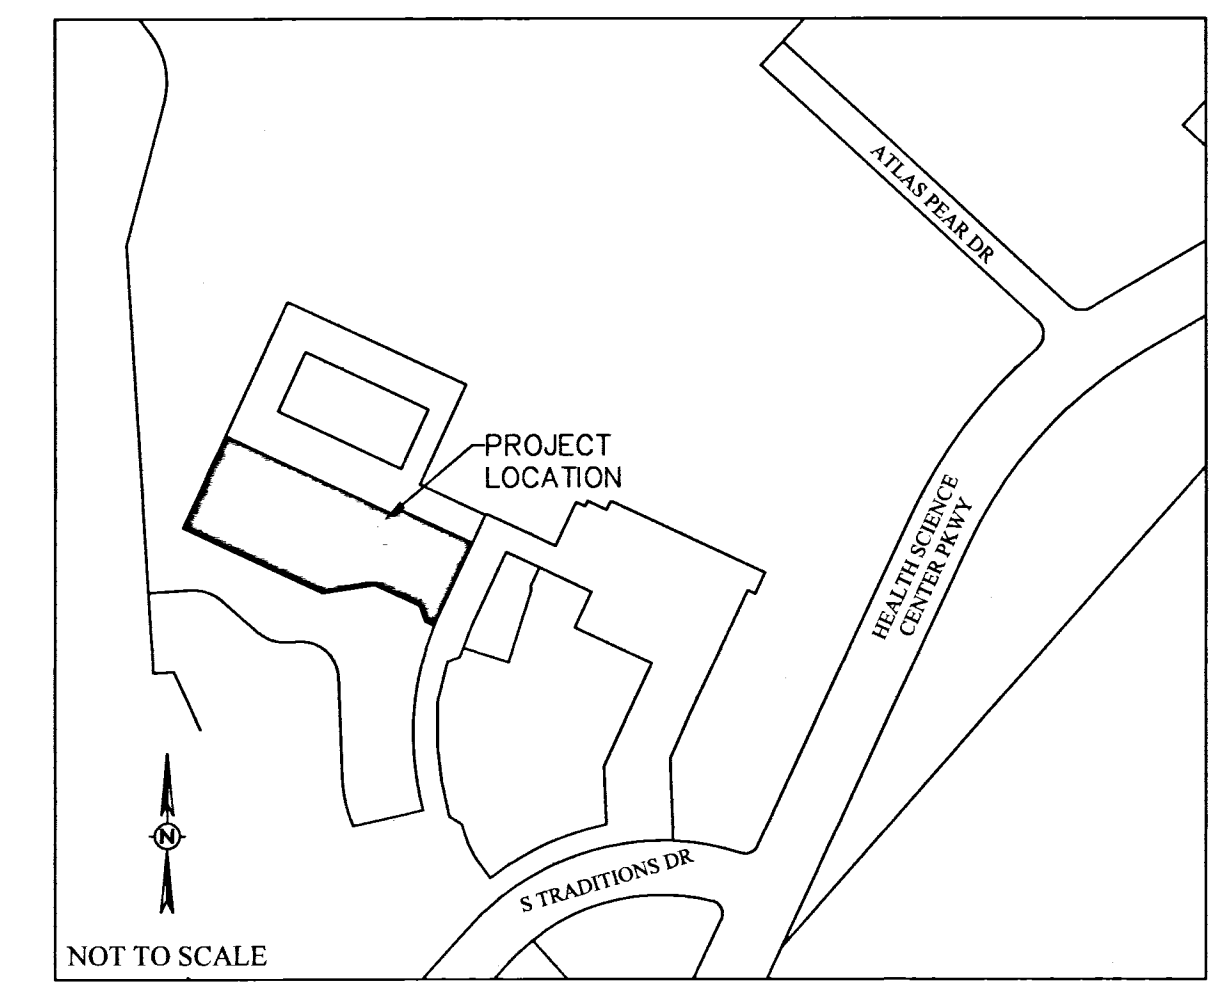 ATLAS PEAR DR
PROJECT
LOCATION
HEALTH SCIENCE
CENTER PKWY
S TRADITIONS DR
N
NOT TO SCALE